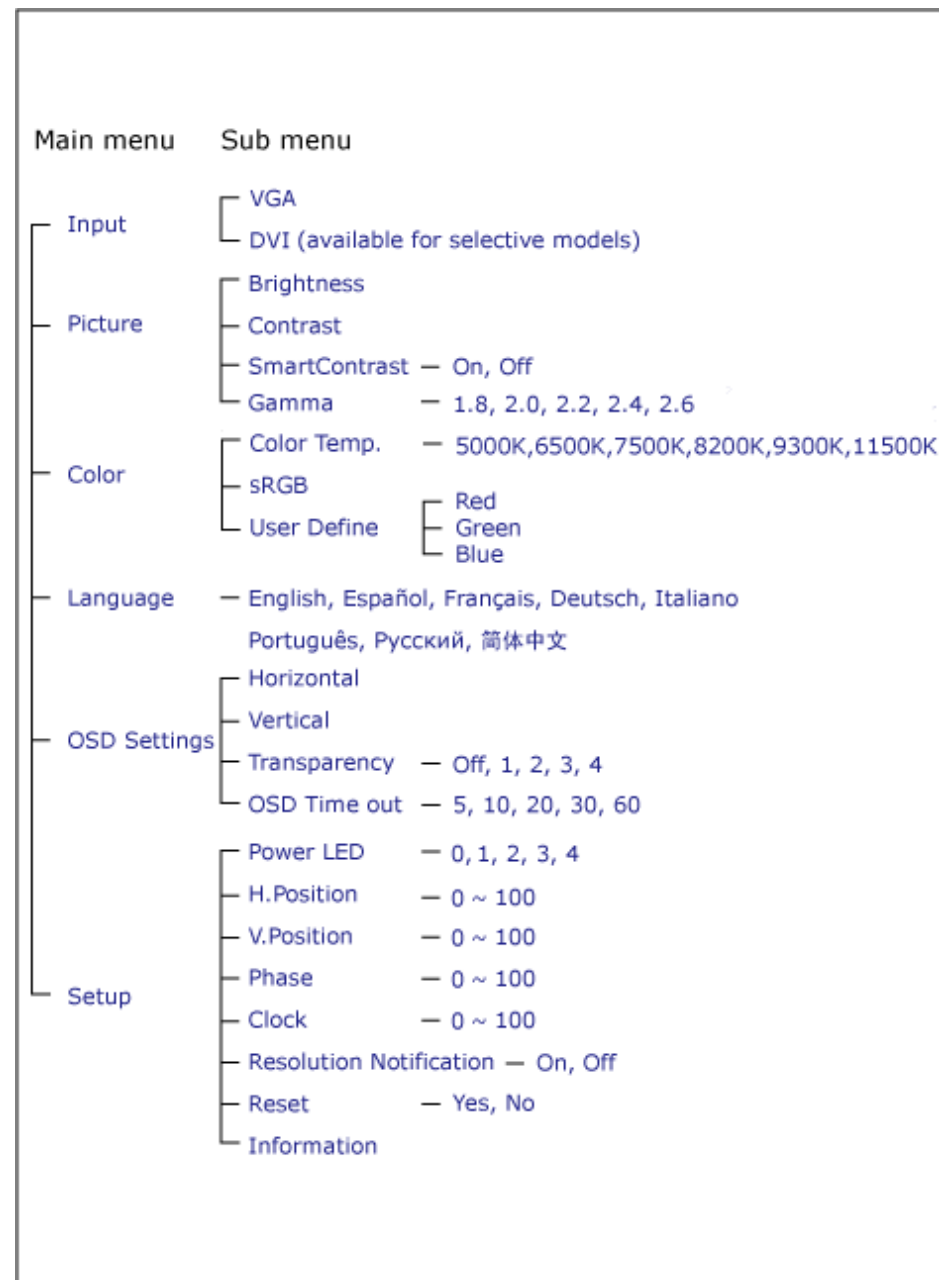 Main menu Sub menu
VGA
Input
DVI (available for selective models)
Brightness
Picture Contrast
SmartContrast — On, Off
Gamma — 1.8, 2.0, 2.2, 2.4, 2.6
Color Temp. — 5000K,6500K,7500K,8200K,9300K,11500K
Color sRGB
Red
User Define Green
Blue
Language — English, Español, Français, Deutsch, Italiano
Português, Русский, 简体中文
Horizontal
Vertical
OSD Settings
Transparency — Off, 1, 2, 3, 4
OSD Time out — 5, 10, 20, 30, 60
Power LED — 0, 1, 2, 3, 4
H.Position — 0 ~ 100
V.Position — 0 ~ 100
Phase — 0 ~ 100
Setup
Clock — 0 ~ 100
Resolution Notification — On, Off
Reset — Yes, No
Information